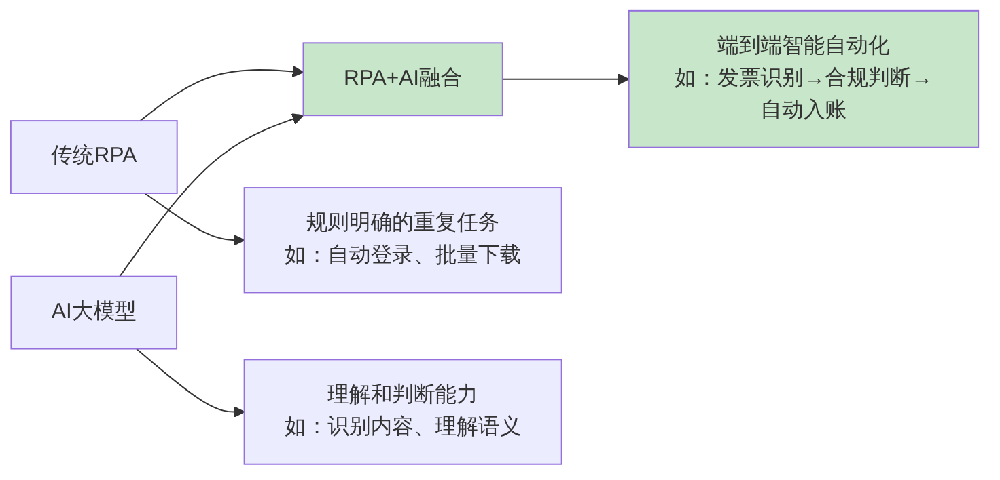 端到端智能自动化
如：发票识别→合规判断→
自动入账
RPA+AI融合
传统RPA
规则明确的重复任务
如：自动登录、批量下载
AI大模型
理解和判断能力
如：识别内容、理解语义